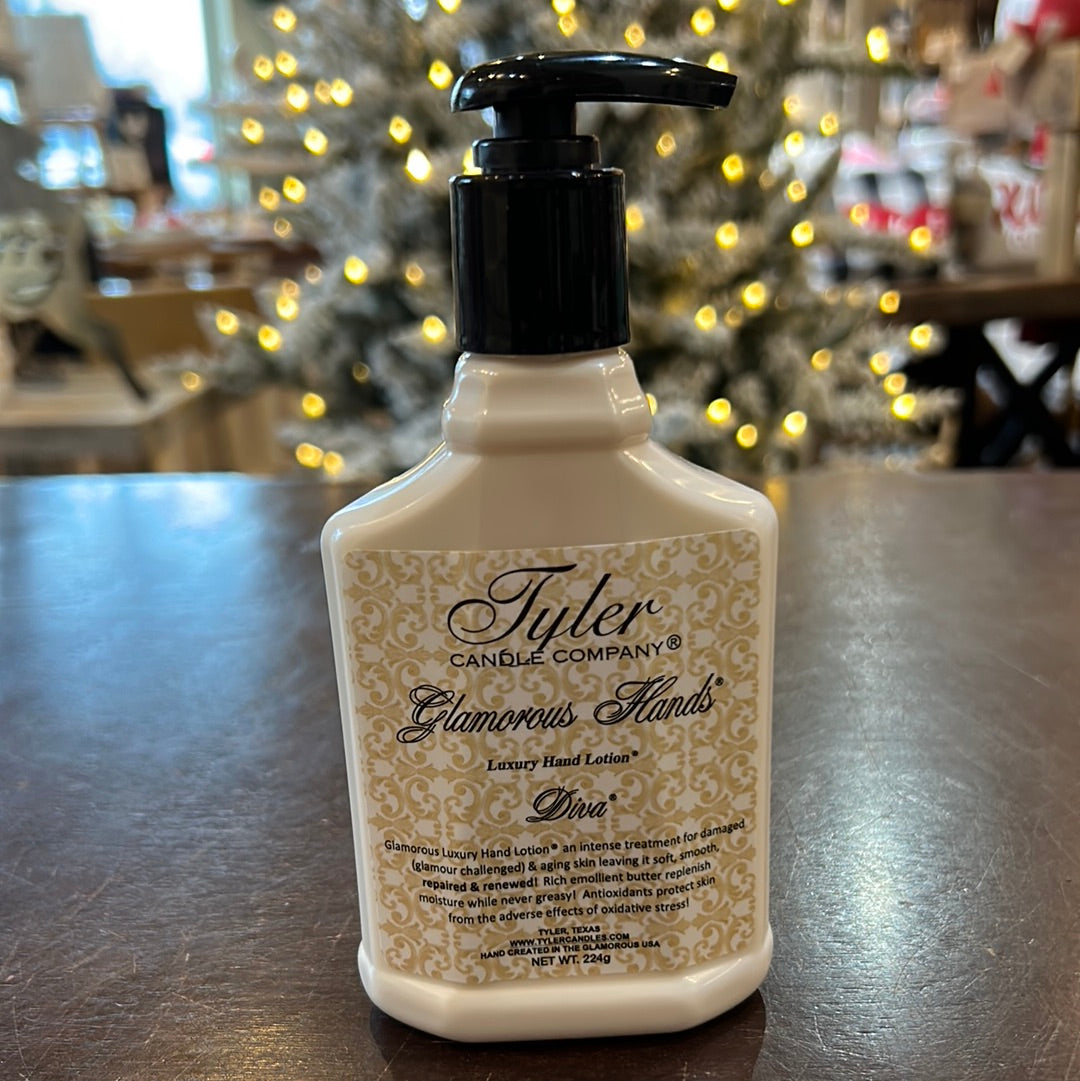 Tyler
CANDLE COMPANY®
Glamorous Hands®
Luxury Hand Lotion®
Diva®
Glamorous Luxury Hand Lotion® an intense treatment for damaged
(glamour challenged) & aging skin leaving it soft, smooth,
repaired & renewed! Rich emollient butter replenish
moisture while never greasy! Antioxidants protect skin
from the adverse effects of oxidative stress!
TYLER, TEXAS
WWW.TYLERCANDLES.COM
HAND CREATED IN THE GLAMOROUS USA
NET WT. 224g